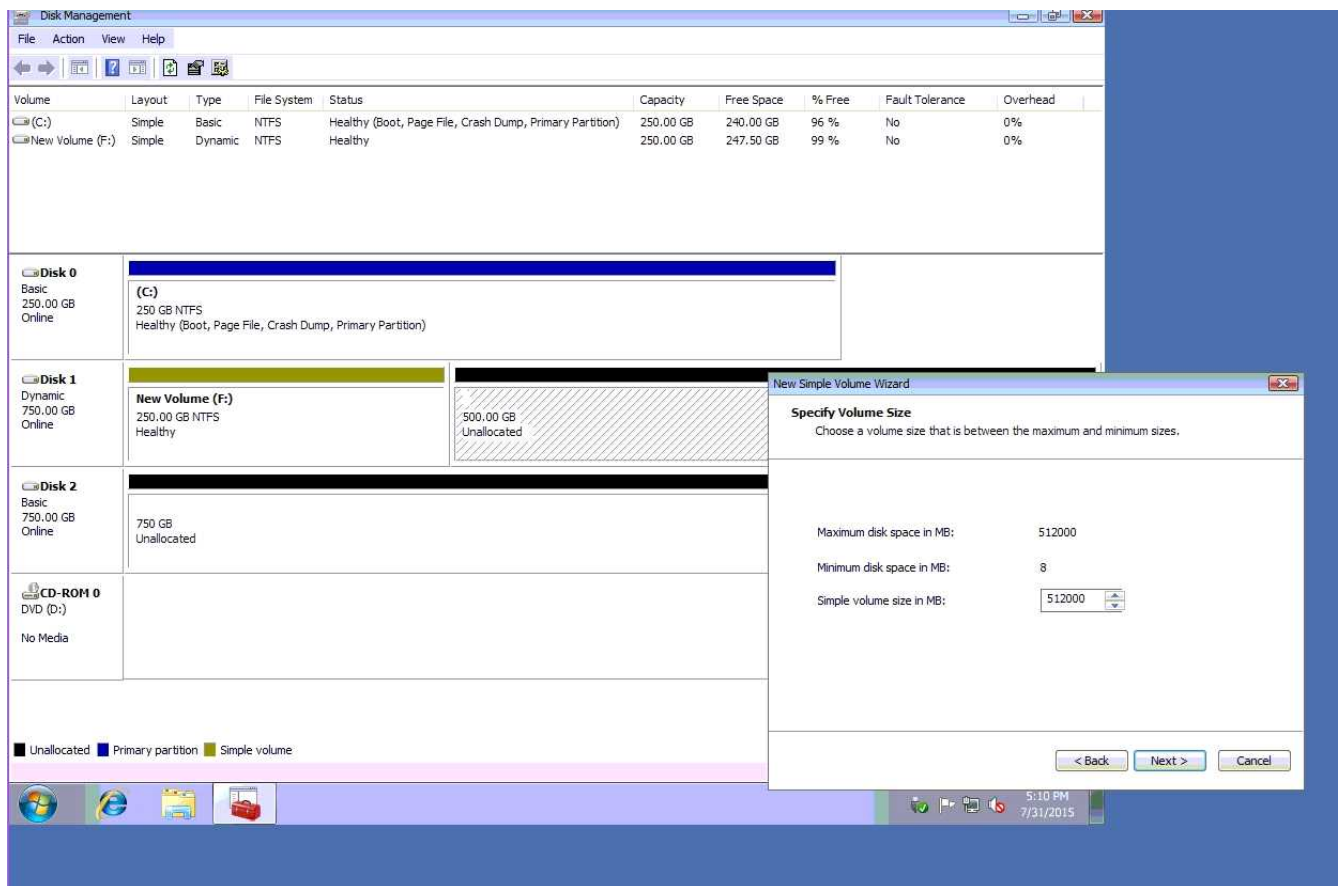 Disk Management
File Action View Help
Volume Layout Type File System Status Capacity Free Space % Free Fault Tolerance Overhead
(C:) Simple Basic NTFS Healthy (Boot, Page File, Crash Dump, Primary Partition) 250.00 GB 240.00 GB 96 % No 0%
New Volume (F:) Simple Dynamic NTFS Healthy 250.00 GB 247.50 GB 99 % No 0%
Disk 0
Basic
250.00 GB
Online
(C:)
250 GB NTFS
Healthy (Boot, Page File, Crash Dump, Primary Partition)
Disk 1
Dynamic
750.00 GB
Online
New Volume (F:)
250.00 GB NTFS
Healthy
500.00 GB
Unallocated
Disk 2
Basic
750.00 GB
Online
750 GB
Unallocated
CD-ROM 0
DVD (D:)
No Media
Unallocated Primary partition Simple volume
New Simple Volume Wizard
Specify Volume Size
Choose a volume size that is between the maximum and minimum sizes.
Maximum disk space in MB: 512000
Minimum disk space in MB: 8
Simple volume size in MB: 512000
< Back Next > Cancel
5:10 PM
7/31/2015